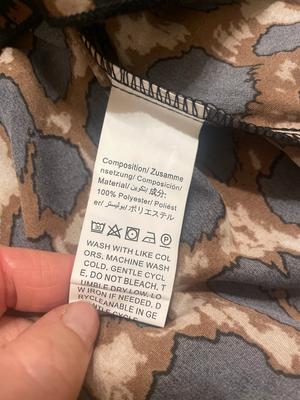 Composition/ Zusamme
nsetzung/ Composición/
Material/ تكوين/ 成分:
100% Polyester/ Poliést
er/ بوليستر/ ポリエステル
WASH WITH LIKE COL
ORS, MACHINE WASH
COLD. GENTLE CYCL
E, DO NOT BLEACH, T
UMBLE DRY LOW, LO
W IRON IF NEEDED, D
RYCLEANABLE IN GE